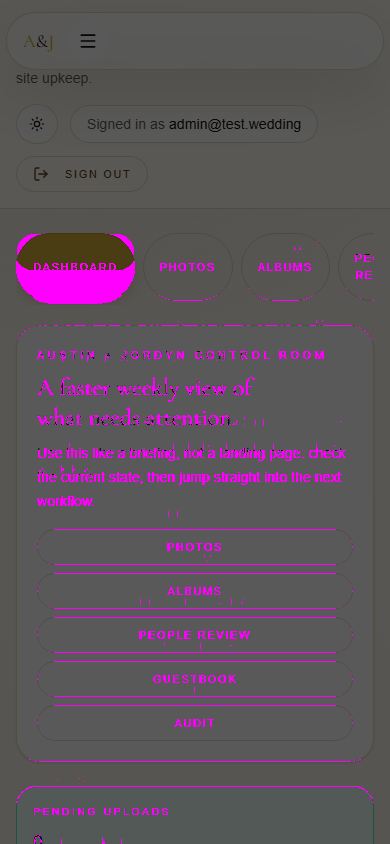 A&J
site upkeep.
Signed in as admin@test.wedding
SIGN OUT
DASHBOARD
PHOTOS
ALBUMS
AUSTIN & JORDYN CONTROL ROOM
A faster weekly view of
what needs attention.
Use this like a briefing, not a landing page: check
the current state, then jump straight into the next
workflow
PHOTOS
ALBUMS
PEOPLE REVIEW
GUESTBOOK
AUDIT
PENDING UPLOADS